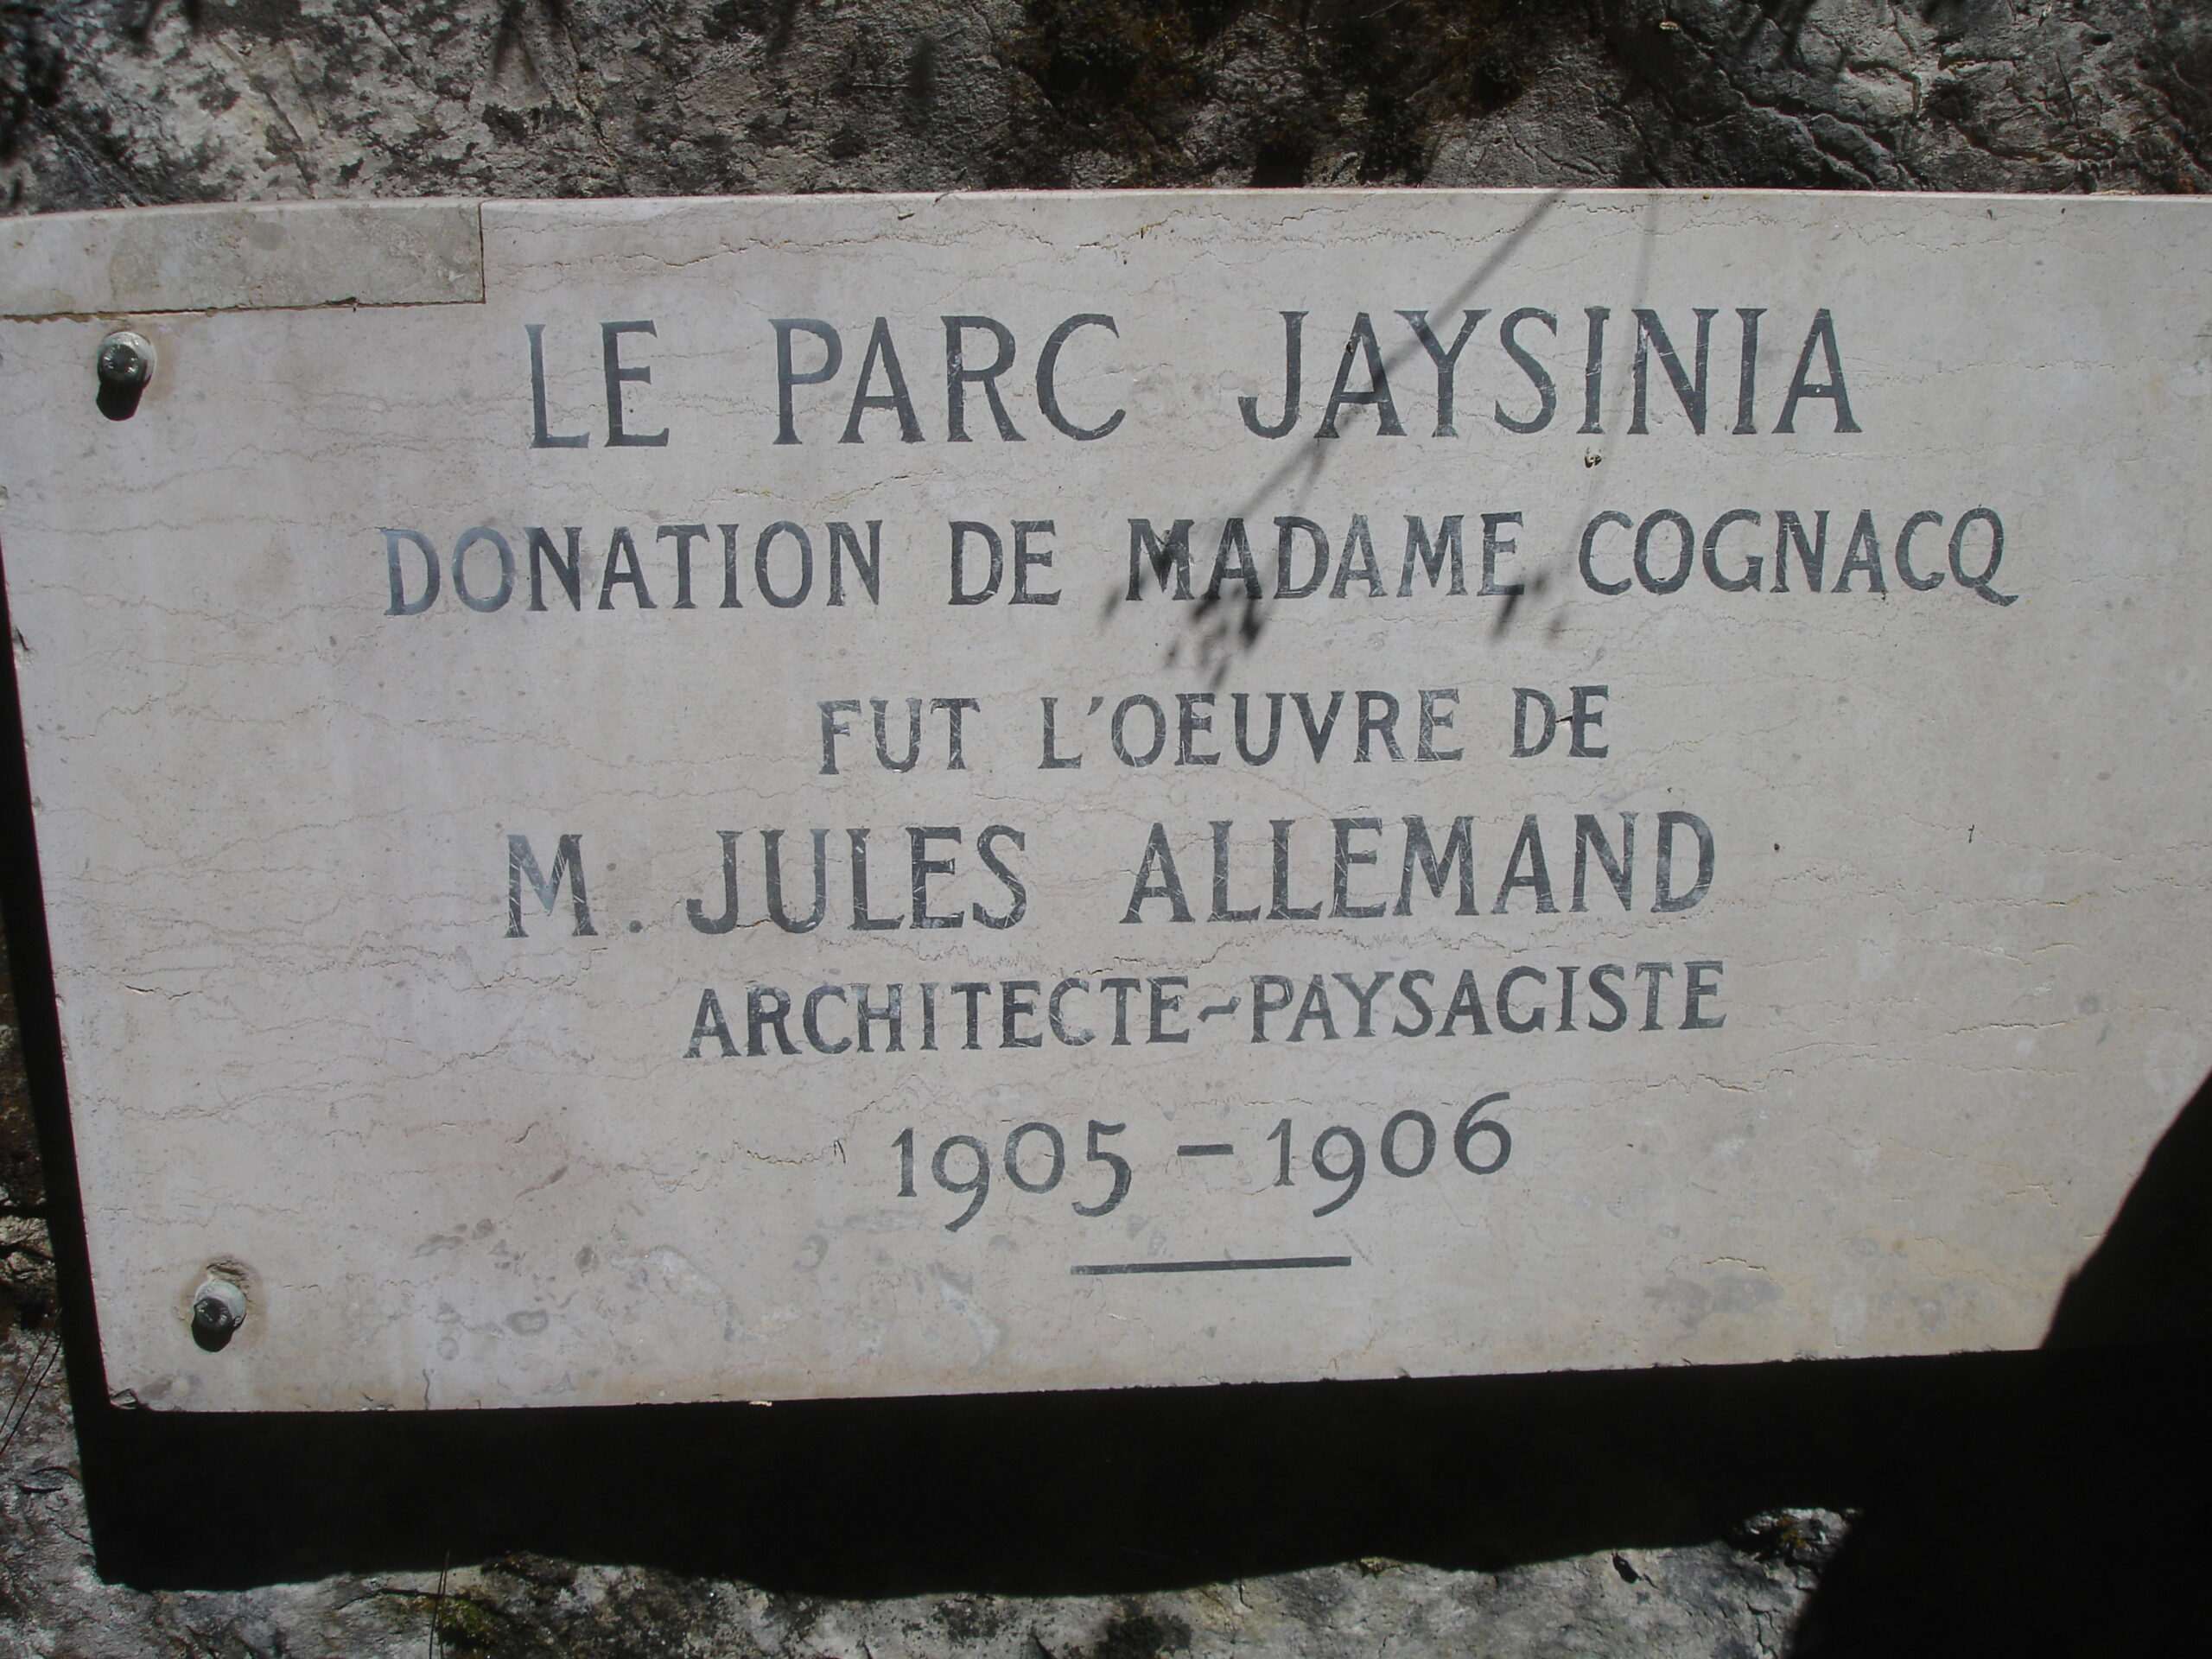 LE PARC JAYSINIA
DONATION DE MADAME COGNACQ
FUT L'OEUVRE DE
M. JULES ALLEMAND
ARCHITECTE-PAYSAGISTE
1905 - 1906